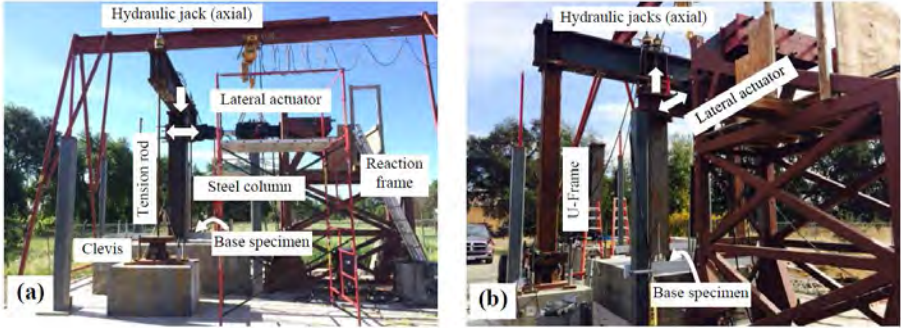 Hydraulic jack (axial)
Lateral actuator
Tension rod
Steel column
Reaction
frame
Clevis
Base specimen
(a)
Hydraulic jacks (axial)
Lateral actuator
U-Frame
Base specimen
(b)